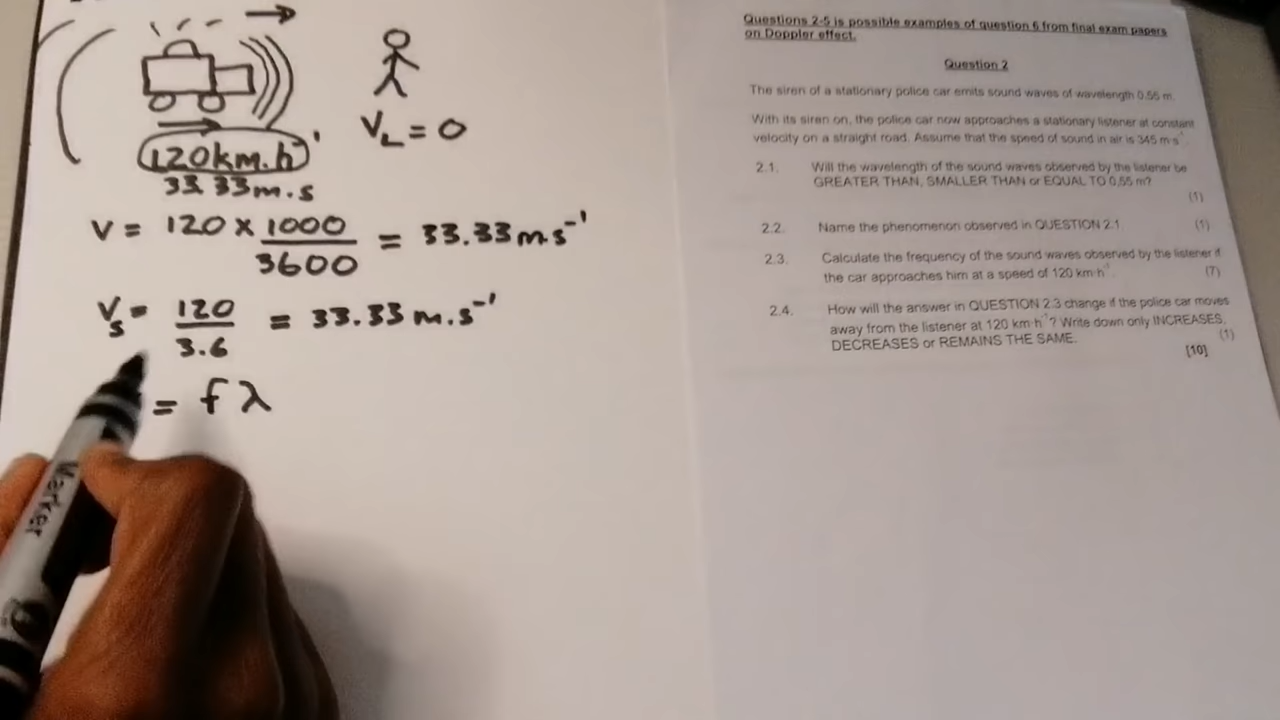 V_L = 0
120km.h⁻¹
33.33m.s
v = 120 × 1000/3600 = 33.33m.s⁻¹
V_s = 120/3.6 = 33.33m.s⁻¹
= fλ
Marker
Questions 2-5 is possible examples of question 6 from final exam papers
on Doppler effect.
Question 2
The siren of a stationary police car emits sound waves of wavelength 0,55 m.
With its siren on, the police car now approaches a stationary listener at constant
velocity on a straight road. Assume that the speed of sound in air is 345 m·s⁻¹.
2.1. Will the wavelength of the sound waves observed by the listener be
GREATER THAN, SMALLER THAN or EQUAL TO 0,55 m?
(1)
2.2. Name the phenomenon observed in QUESTION 2.1. (1)
2.3. Calculate the frequency of the sound waves observed by the listener if
the car approaches him at a speed of 120 km·h⁻¹. (7)
2.4. How will the answer in QUESTION 2.3 change if the police car moves
away from the listener at 120 km·h⁻¹? Write down only INCREASES,
DECREASES or REMAINS THE SAME. (1)
[10]